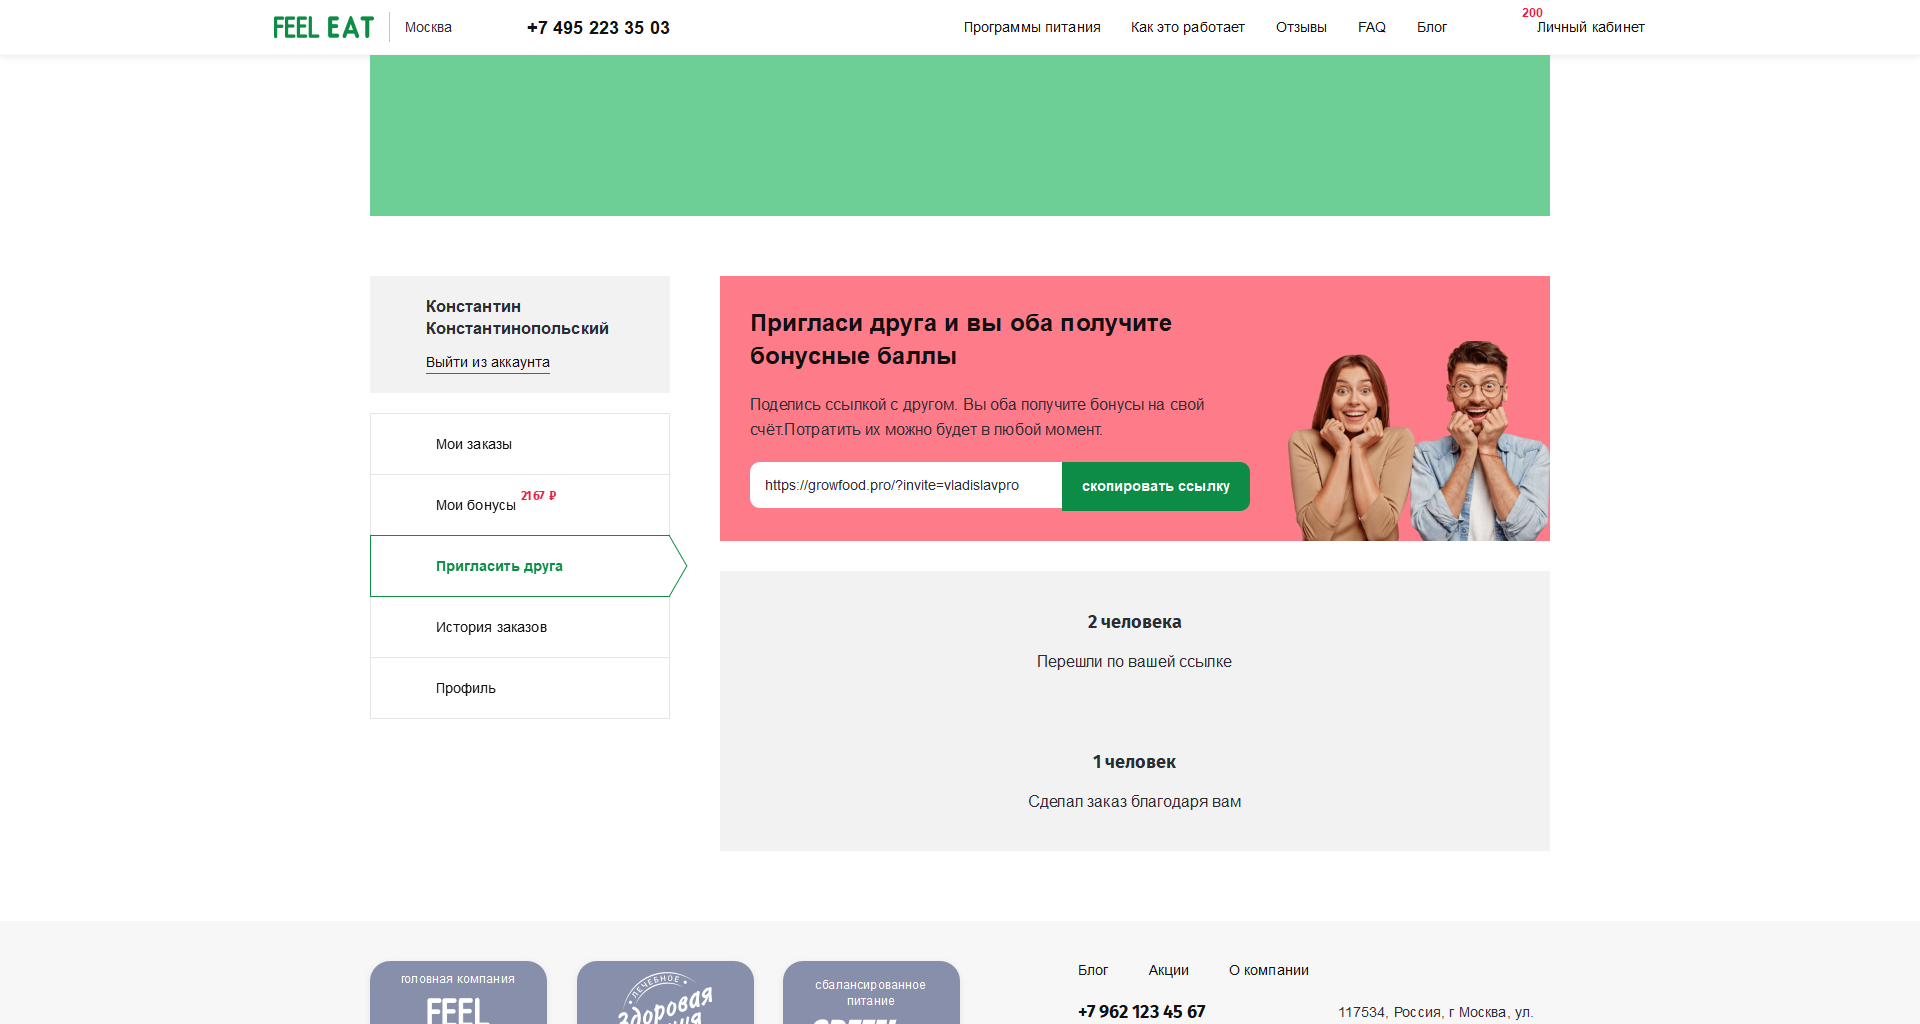 FEEL EAT
Москва
+7 495 223 35 03
Программы питания
Как это работает
Отзывы
FAQ
Блог
200
Личный кабинет
Константин
Константинопольский
Выйти из аккаунта
Мои заказы
Мои бонусы
2167 ₽
Пригласить друга
История заказов
Профиль
Пригласи друга и вы оба получите
бонусные баллы
Поделись ссылкой с другом. Вы оба получите бонусы на свой
счёт.Потратить их можно будет в любой момент.
https://growfood.pro/?invite=vladislavpro
скопировать ссылку
2 человека
Перешли по вашей ссылке
1 человек
Сделал заказ благодаря вам
головная компания
FEEL
ЛЕЧЕБНОЕ
Здоровая
сбалансированное
питание
Блог
Акции
О компании
+7 962 123 45 67
117534, Россия, г Москва, ул.